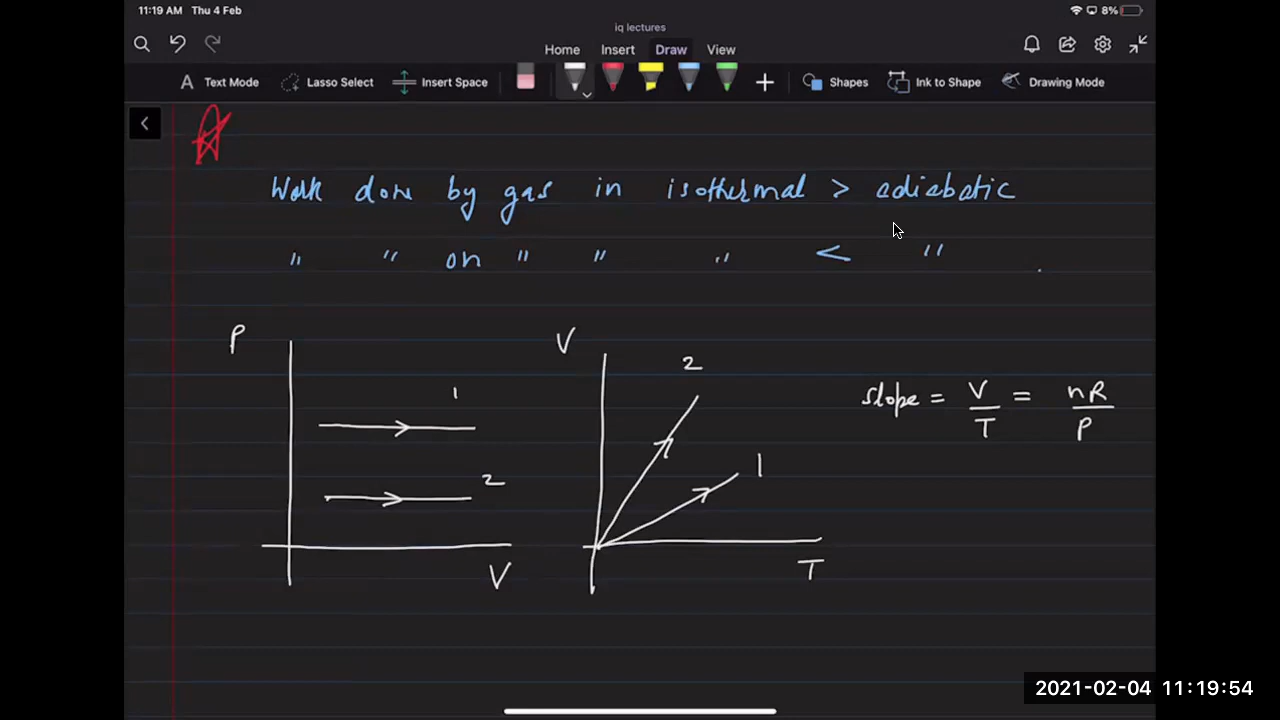 11:19 AM Thu 4 Feb
8%
iq lectures
Home Insert Draw View
Text Mode Lasso Select Insert Space Shapes Ink to Shape Drawing Mode
Work done by gas in isothermal > adiabatic
" " on " " " < "
P
1
2
V
V
2
1
T
slope = V/T = nR/P
2021-02-04 11:19:54